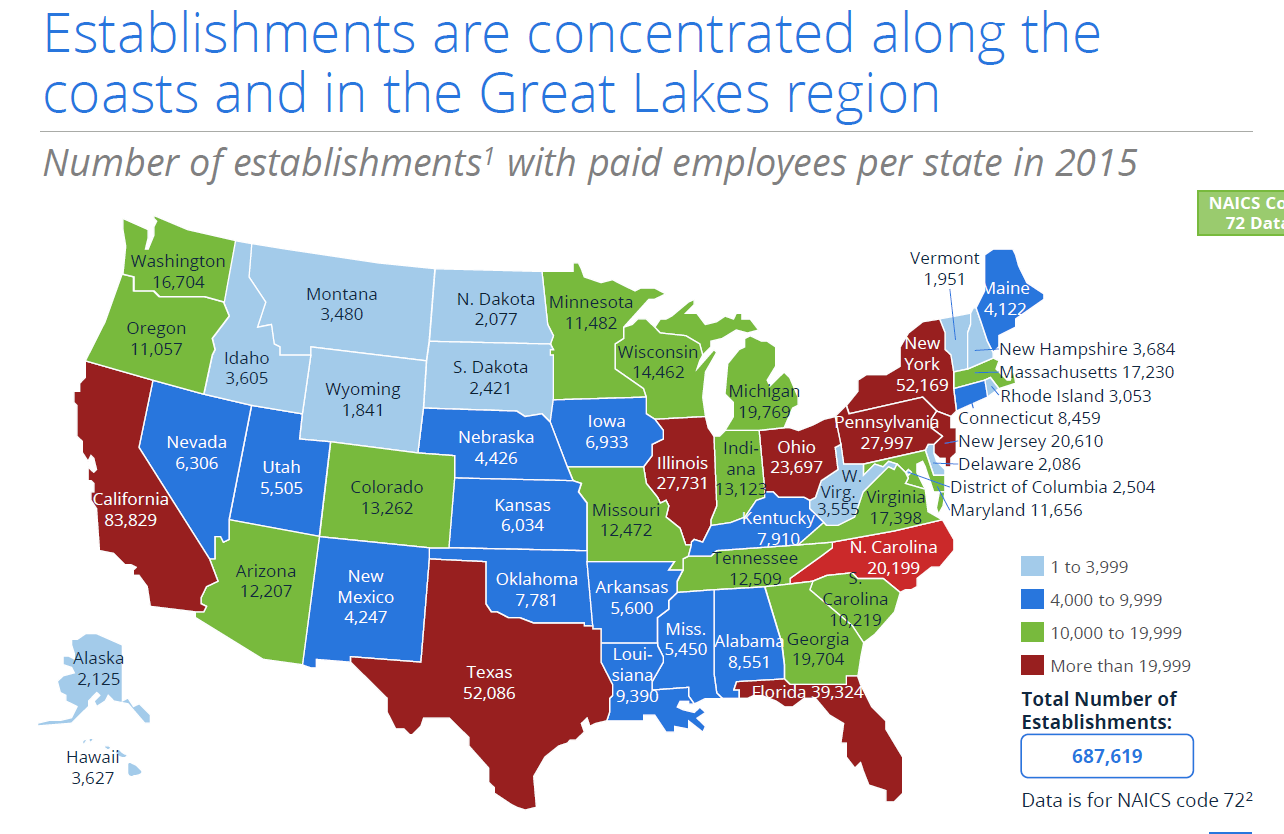 Establishments are concentrated along the
coasts and in the Great Lakes region
Number of establishments¹ with paid employees per state in 2015
NAICS Co
72 Data
Washington
16,704
Oregon
11,057
California
83,829
Idaho
3,605
Nevada
6,306
Montana
3,480
Wyoming
1,841
Utah
5,505
Arizona
12,207
Colorado
13,262
New
Mexico
4,247
N. Dakota
2,077
S. Dakota
2,421
Nebraska
4,426
Kansas
6,034
Oklahoma
7,781
Texas
52,086
Minnesota
11,482
Iowa
6,933
Missouri
12,472
Arkansas
5,600
Loui-
siana
9,390
Wisconsin
14,462
Illinois
27,731
Michigan
19,769
Indi-
ana
13,123
Ohio
23,697
Kentucky
7,910
Tennessee
12,509
Miss.
5,450
Alabama
8,551
Georgia
19,704
Florida 39,324
S.
Carolina
10,219
N. Carolina
20,199
Virginia
17,398
W.
Virg.
3,555
Pennsylvania
27,997
New
York
52,169
Vermont
1,951
Maine
4,122
New Hampshire 3,684
Massachusetts 17,230
Rhode Island 3,053
Connecticut 8,459
New Jersey 20,610
Delaware 2,086
District of Columbia 2,504
Maryland 11,656
Alaska
2,125
Hawaii
3,627
1 to 3,999
4,000 to 9,999
10,000 to 19,999
More than 19,999
Total Number of
Establishments:
687,619
Data is for NAICS code 72²